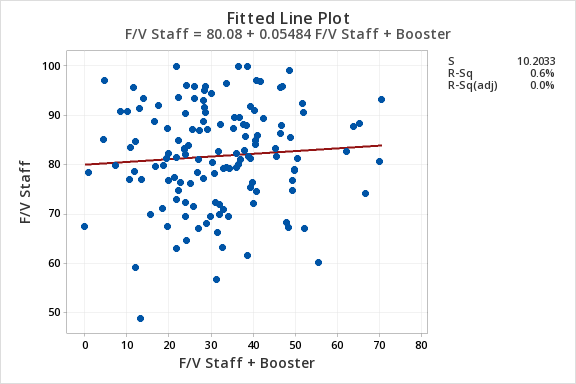 Fitted Line Plot
F/V Staff = 80.08 + 0.05484 F/V Staff + Booster
S 10.2033
R-Sq 0.6%
R-Sq(adj) 0.0%
100
90
80
70
60
50
F/V Staff
0 10 20 30 40 50 60 70 80
F/V Staff + Booster